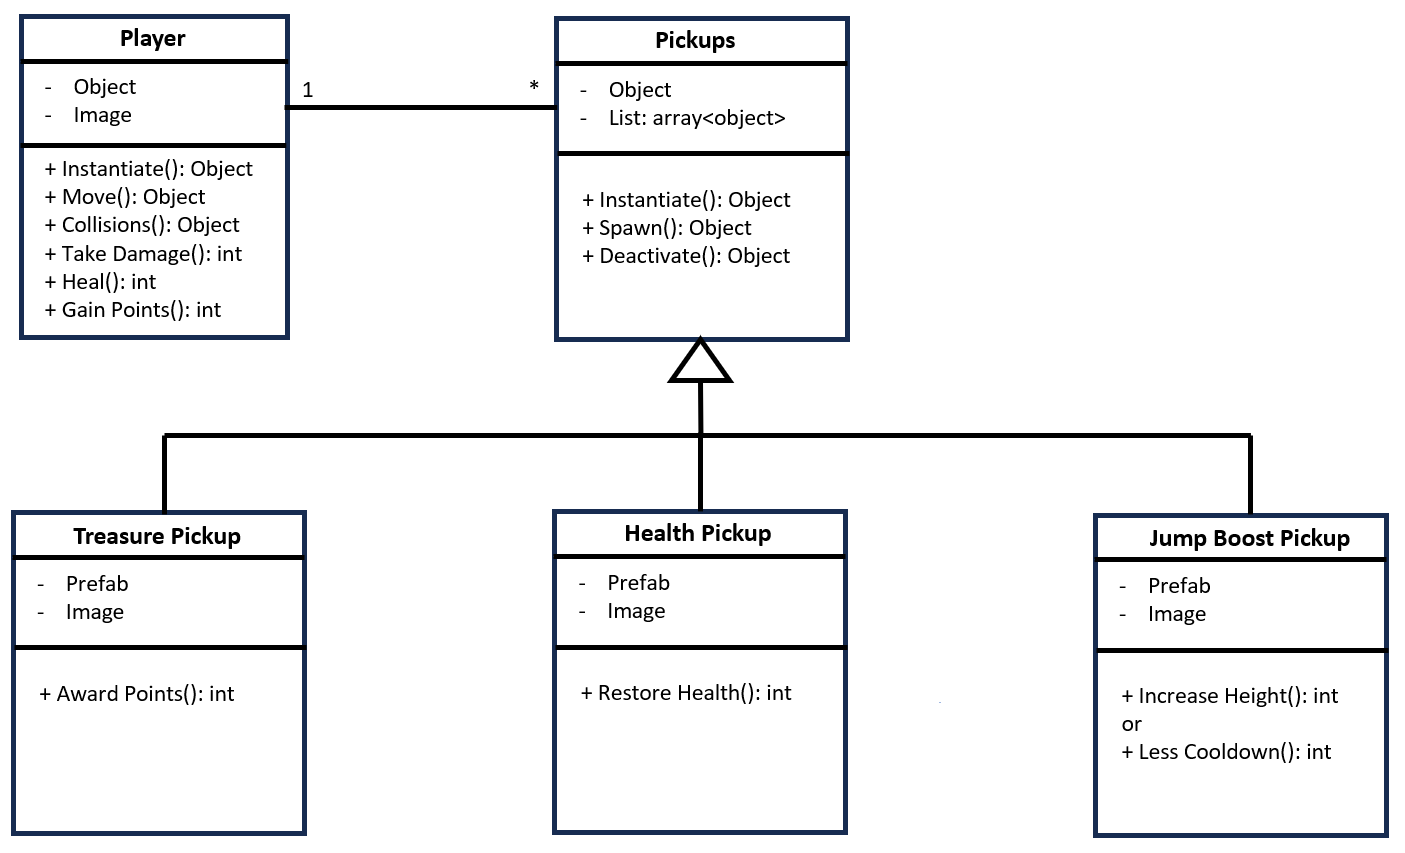 Player
- Object
- Image
+ Instantiate(): Object
+ Move(): Object
+ Collisions(): Object
+ Take Damage(): int
+ Heal(): int
+ Gain Points(): int
1
*
Pickups
- Object
- List: array<object>
+ Instantiate(): Object
+ Spawn(): Object
+ Deactivate(): Object
Treasure Pickup
- Prefab
- Image
+ Award Points(): int
Health Pickup
- Prefab
- Image
+ Restore Health(): int
Jump Boost Pickup
- Prefab
- Image
+ Increase Height(): int
or
+ Less Cooldown(): int